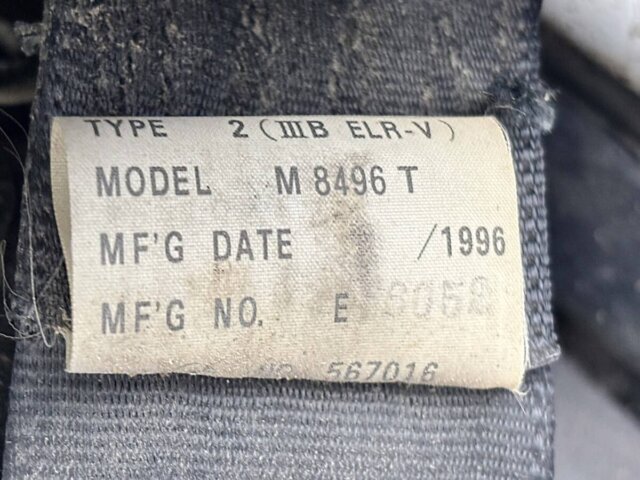 TYPE 2 (IIIB ELR-V)
MODEL M 8496 T
MF'G DATE /1996
MF'G NO. E
567016